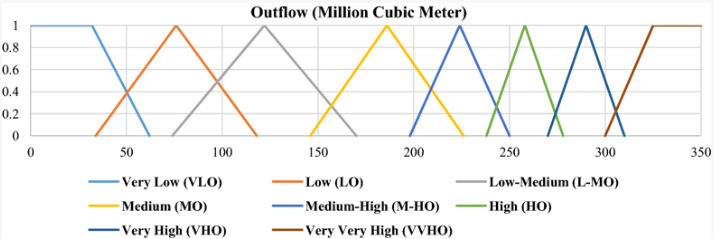 Outflow (Million Cubic Meter)
1
0.8
0.6
0.4
0.2
0
0 50 100 150 200 250 300 350
Very Low (VLO) Low (LO) Low-Medium (L-MO)
Medium (MO) Medium-High (M-HO) High (HO)
Very High (VHO) Very Very High (VVHO)